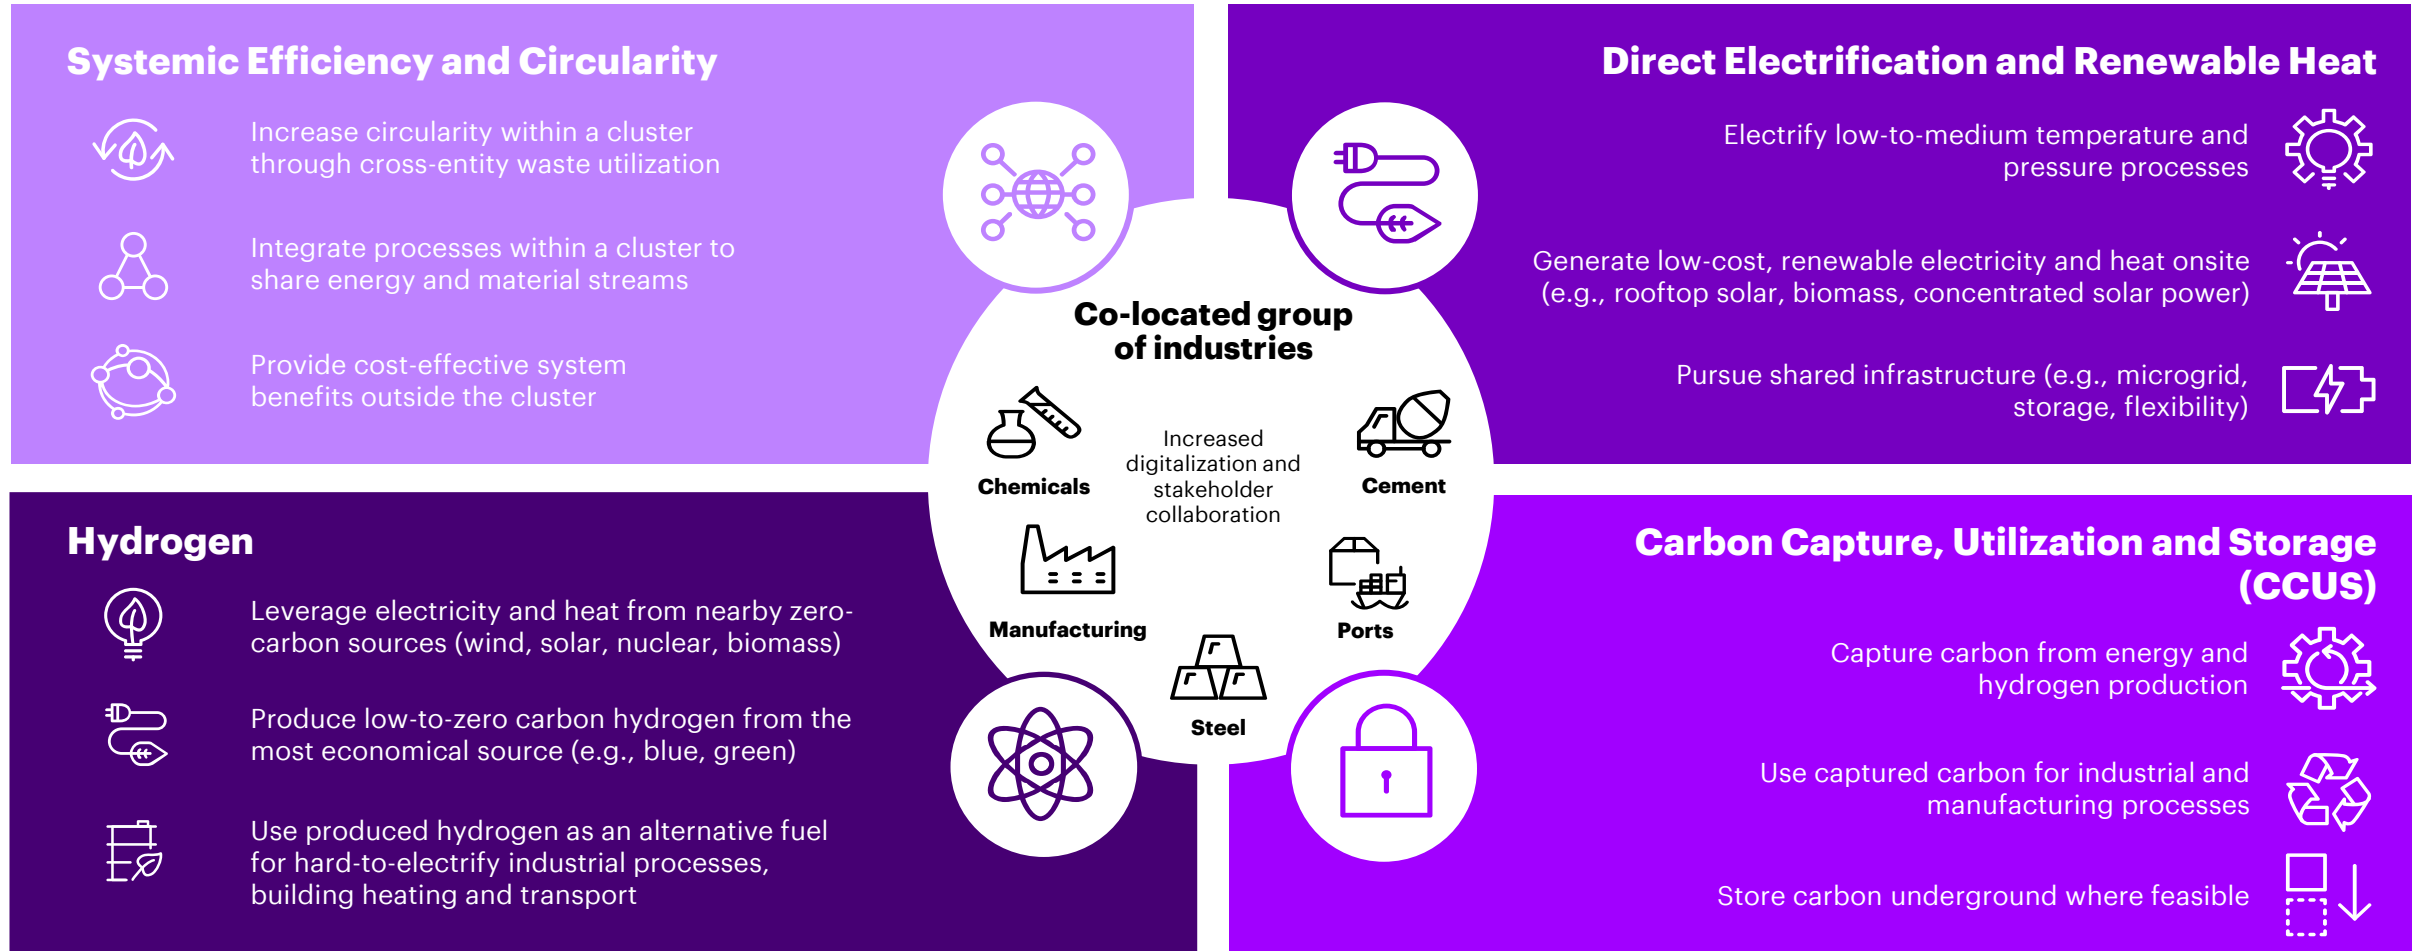 Systemic Efficiency and Circularity
Increase circularity within a cluster
through cross-entity waste utilization
Integrate processes within a cluster to
share energy and material streams
Provide cost-effective system
benefits outside the cluster
Direct Electrification and Renewable Heat
Electrify low-to-medium temperature and
pressure processes
Generate low-cost, renewable electricity and heat onsite
(e.g., rooftop solar, biomass, concentrated solar power)
Pursue shared infrastructure (e.g., microgrid,
storage, flexibility)
Co-located group
of industries
Increased
digitalization and
stakeholder
collaboration
Chemicals
Cement
Manufacturing
Ports
Steel
Hydrogen
Leverage electricity and heat from nearby zero-
carbon sources (wind, solar, nuclear, biomass)
Produce low-to-zero carbon hydrogen from the
most economical source (e.g., blue, green)
Use produced hydrogen as an alternative fuel
for hard-to-electrify industrial processes,
building heating and transport
Carbon Capture, Utilization and Storage
(CCUS)
Capture carbon from energy and
hydrogen production
Use captured carbon for industrial and
manufacturing processes
Store carbon underground where feasible